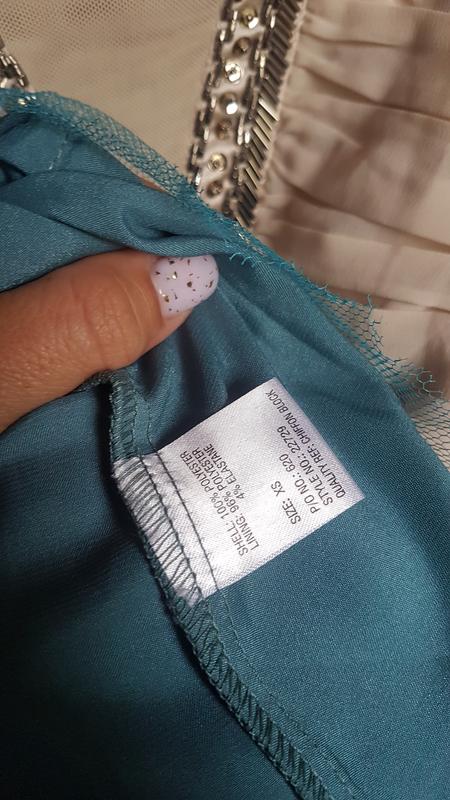 SHELL: 100% POLYESTER
LINING: 96% POLYESTER
4% ELASTANE
SIZE: XS
P/O NO.: 620
STYLE NO.: 22729
QUALITY REF: CHIFFON BLOCK